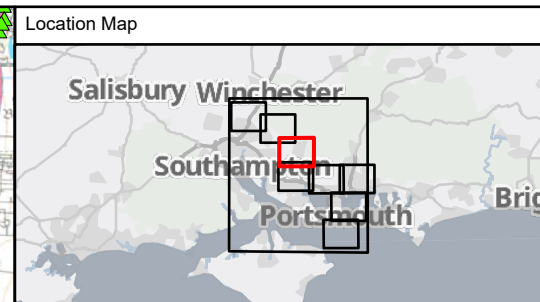 Location Map
Salisbury Winchester
Southampton
Portsmouth
Brig